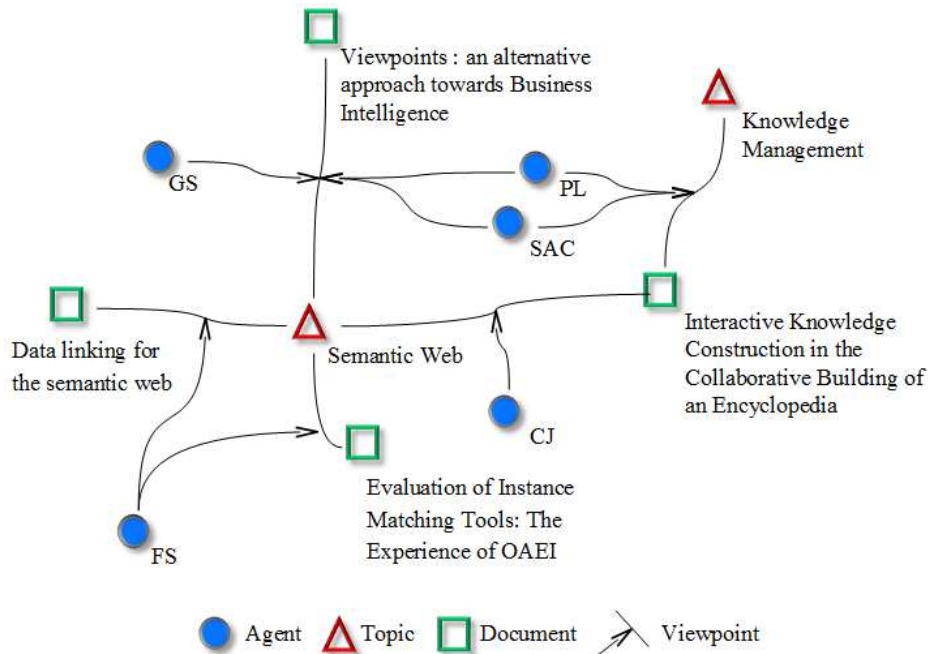 Viewpoints : an alternative
approach towards Business
Intelligence
Knowledge
Management
GS
PL
SAC
Data linking for
the semantic web
Semantic Web
Interactive Knowledge
Construction in the
Collaborative Building of
an Encyclopedia
CJ
Evaluation of Instance
Matching Tools: The
Experience of OAEI
FS
Agent Topic Document Viewpoint